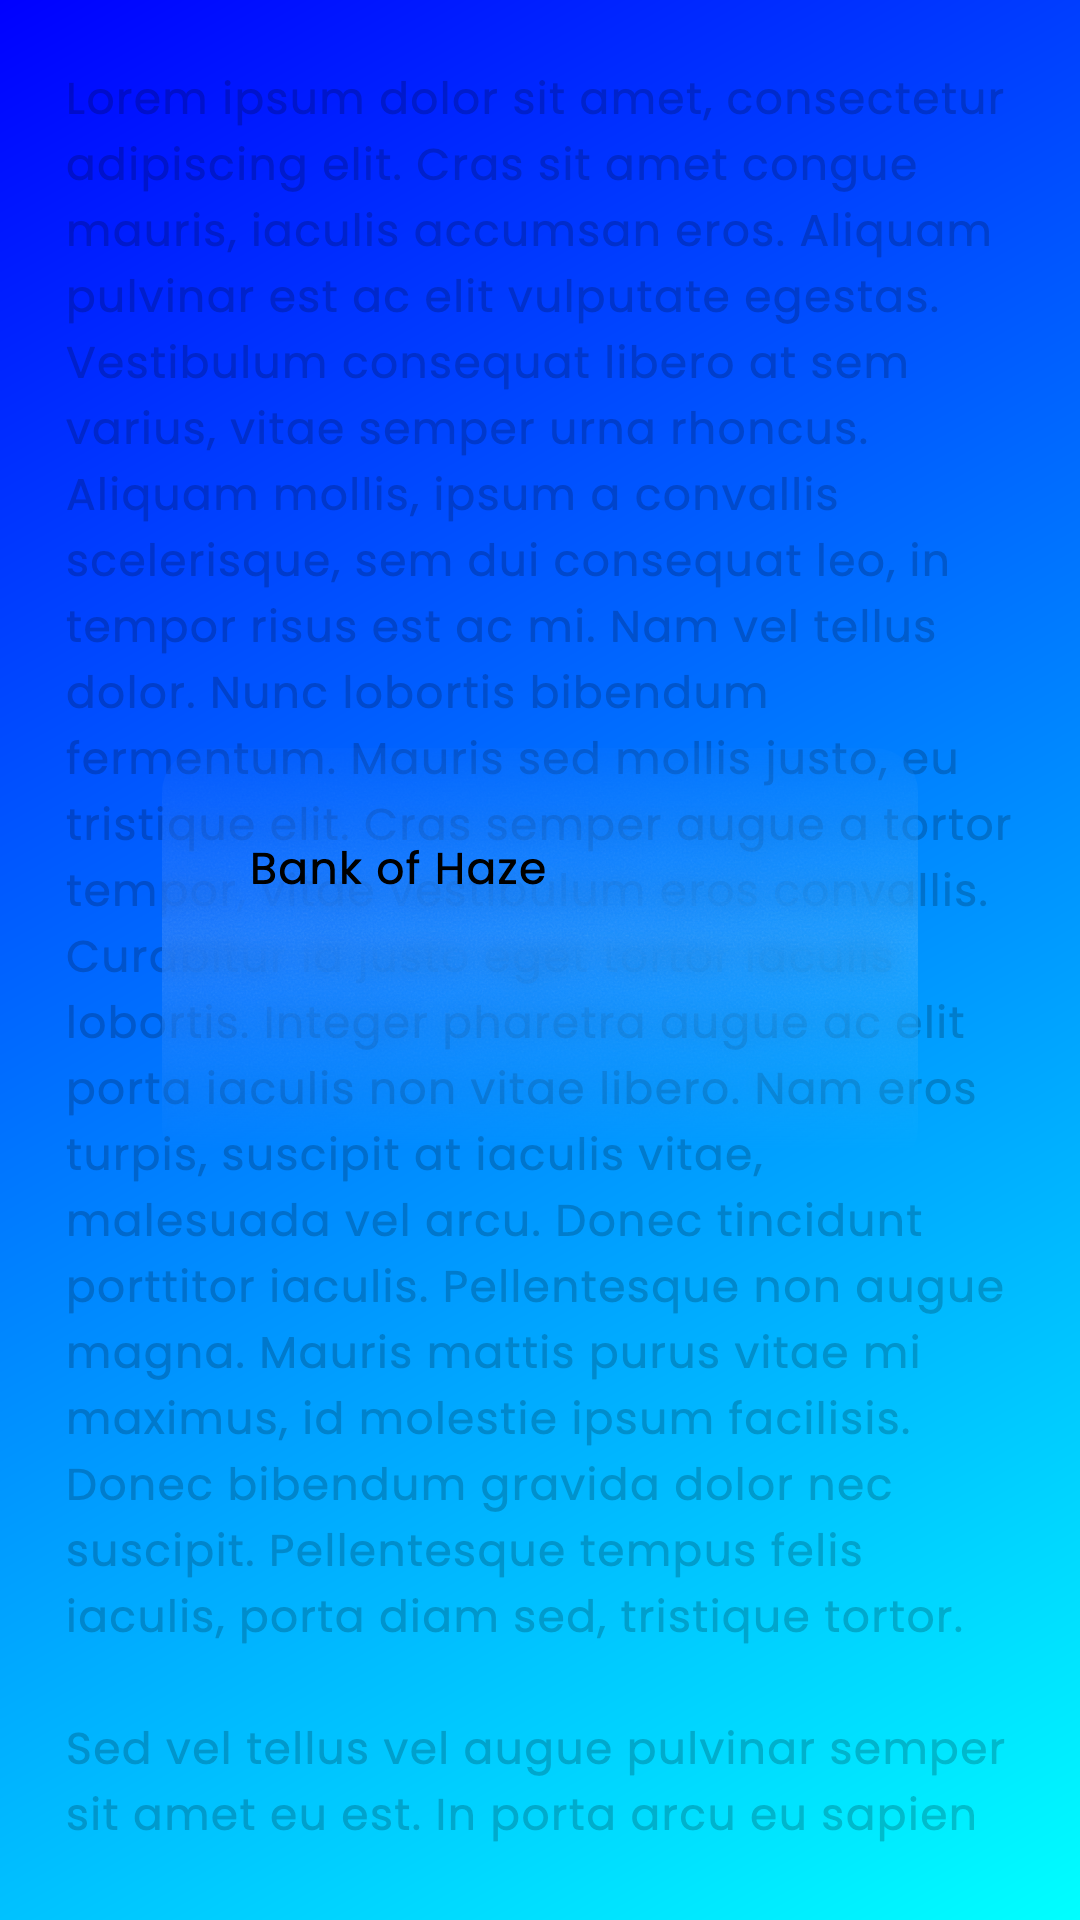 Lorem ipsum dolor sit amet, consectetur
adipiscing elit. Cras sit amet congue
mauris, iaculis accumsan eros. Aliquam
pulvinar est ac elit vulputate egestas.
Vestibulum consequat libero at sem
varius, vitae semper urna rhoncus.
Aliquam mollis, ipsum a convallis
scelerisque, sem dui consequat leo, in
tempor risus est ac mi. Nam vel tellus
dolor. Nunc lobortis bibendum
fermentum. Mauris sed mollis justo, eu
tristique elit. Cras semper augue a tortor
Bank of Haze
tempor, vitae vestibulum eros convallis.
Curabitur id justo eget tortor iaculis
lobortis. Integer pharetra augue ac elit
porta iaculis non vitae libero. Nam eros
turpis, suscipit at iaculis vitae,
malesuada vel arcu. Donec tincidunt
porttitor iaculis. Pellentesque non augue
magna. Mauris mattis purus vitae mi
maximus, id molestie ipsum facilisis.
Donec bibendum gravida dolor nec
suscipit. Pellentesque tempus felis
iaculis, porta diam sed, tristique tortor.
Sed vel tellus vel augue pulvinar semper
sit amet eu est. In porta arcu eu sapien